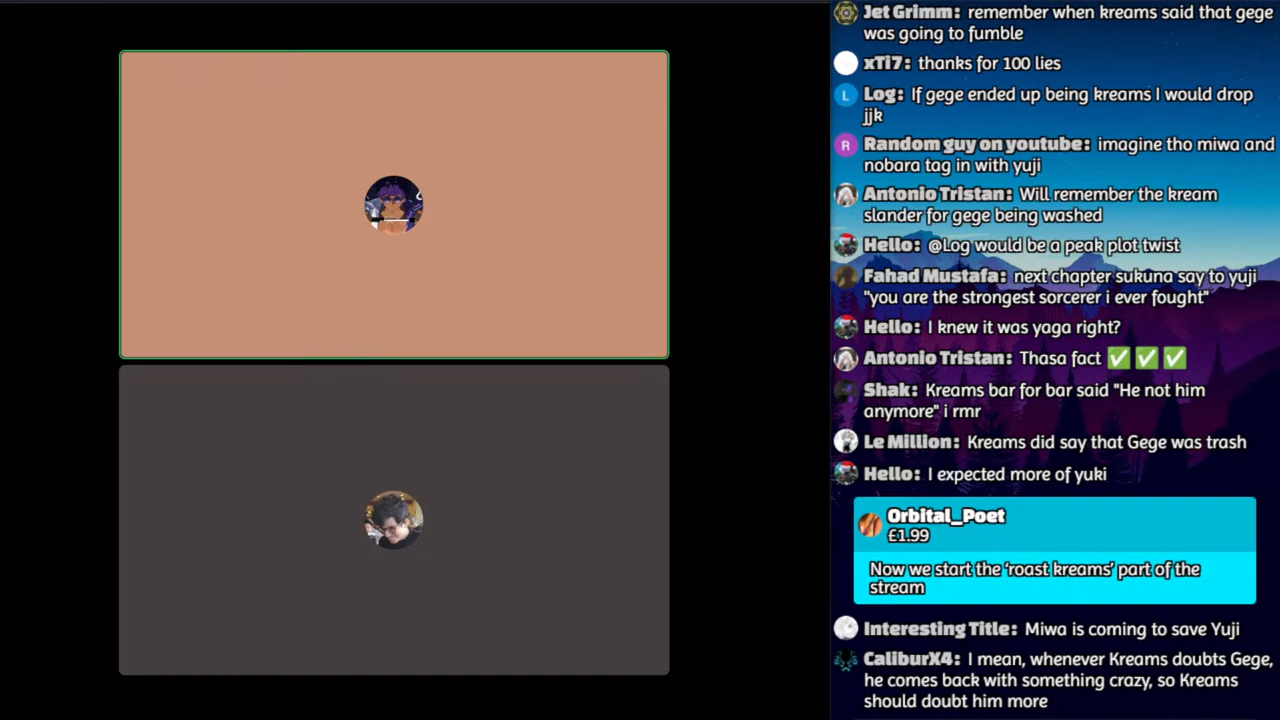 Jet Grimm: remember when kreams said that gege
was going to fumble
xTi7: thanks for 100 lies
L Log: If gege ended up being kreams I would drop
jjk
R Random guy on youtube: imagine tho miwa and
nobara tag in with yuji
Antonio Tristan: Will remember the kream
slander for gege being washed
Hello: @Log would be a peak plot twist
Fahad Mustafa: next chapter sukuna say to yuji
"you are the strongest sorcerer i ever fought"
Hello: I knew it was yaga right?
Antonio Tristan: Thasa fact ✅ ✅ ✅
Shak: Kreams bar for bar said "He not him
anymore" i rmr
Le Million: Kreams did say that Gege was trash
Hello: I expected more of yuki
Orbital_Poet
£1.99
Now we start the ‘roast kreams’ part of the
stream
Interesting Title: Miwa is coming to save Yuji
CaliburX4: I mean, whenever Kreams doubts Gege,
he comes back with something crazy, so Kreams
should doubt him more